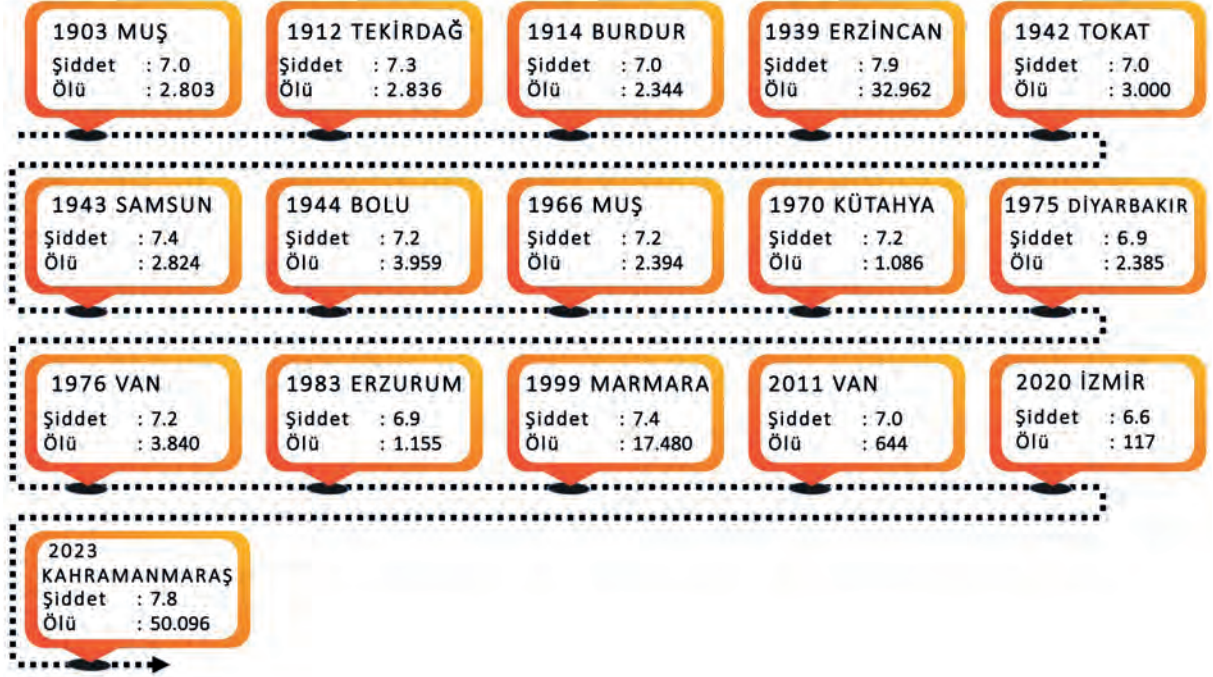 1903 MUŞ
Şiddet : 7.0
Ölü : 2.803
1912 TEKİRDAĞ
Şiddet : 7.3
Ölü : 2.836
1914 BURDUR
Şiddet : 7.0
Ölü : 2.344
1939 ERZİNCAN
Şiddet : 7.9
Ölü : 32.962
1942 TOKAT
Şiddet : 7.0
Ölü : 3.000
1943 SAMSUN
Şiddet : 7.4
Ölü : 2.824
1944 BOLU
Şiddet : 7.2
Ölü : 3.959
1966 MUŞ
Şiddet : 7.2
Ölü : 2.394
1970 KÜTAHYA
Şiddet : 7.2
Ölü : 1.086
1975 DİYARBAKIR
Şiddet : 6.9
Ölü : 2.385
1976 VAN
Şiddet : 7.2
Ölü : 3.840
1983 ERZURUM
Şiddet : 6.9
Ölü : 1.155
1999 MARMARA
Şiddet : 7.4
Ölü : 17.480
2011 VAN
Şiddet : 7.0
Ölü : 644
2020 İZMİR
Şiddet : 6.6
Ölü : 117
2023
KAHRAMANMARAŞ
Şiddet : 7.8
Ölü : 50.096